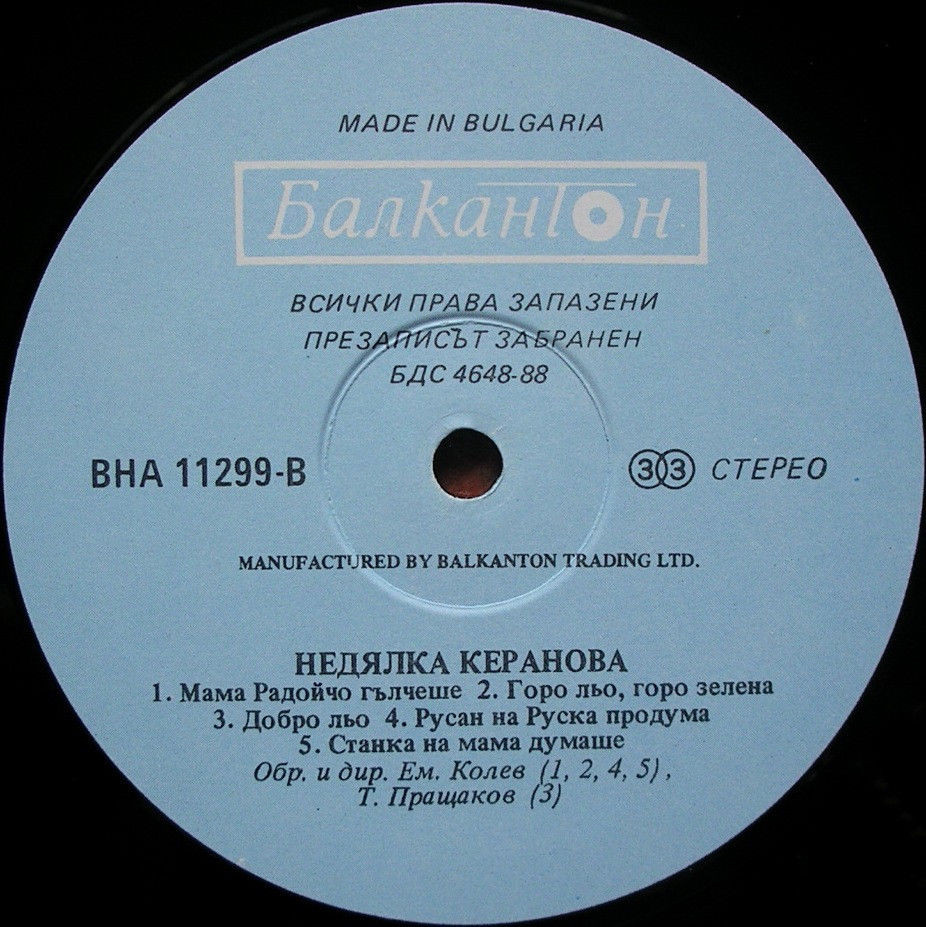 MADE IN BULGARIA
Балкантон
ВСИЧКИ ПРАВА ЗАПАЗЕНИ
ПРЕЗАПИСЪТ ЗАБРАНЕН
БДС 4648-88
ВНА 11299-В
33 СТЕРЕО
MANUFACTURED BY BALKANTON TRADING LTD.
НЕДЯЛКА КЕРАНОВА
1. Мама Радойчо гълчеше 2. Горо льо, горо зелена
3. Добро льо 4. Русан на Руска продума
5. Станка на мама думаше
Обр. и дир. Ем. Колев (1, 2, 4, 5),
Т. Пращаков (3)